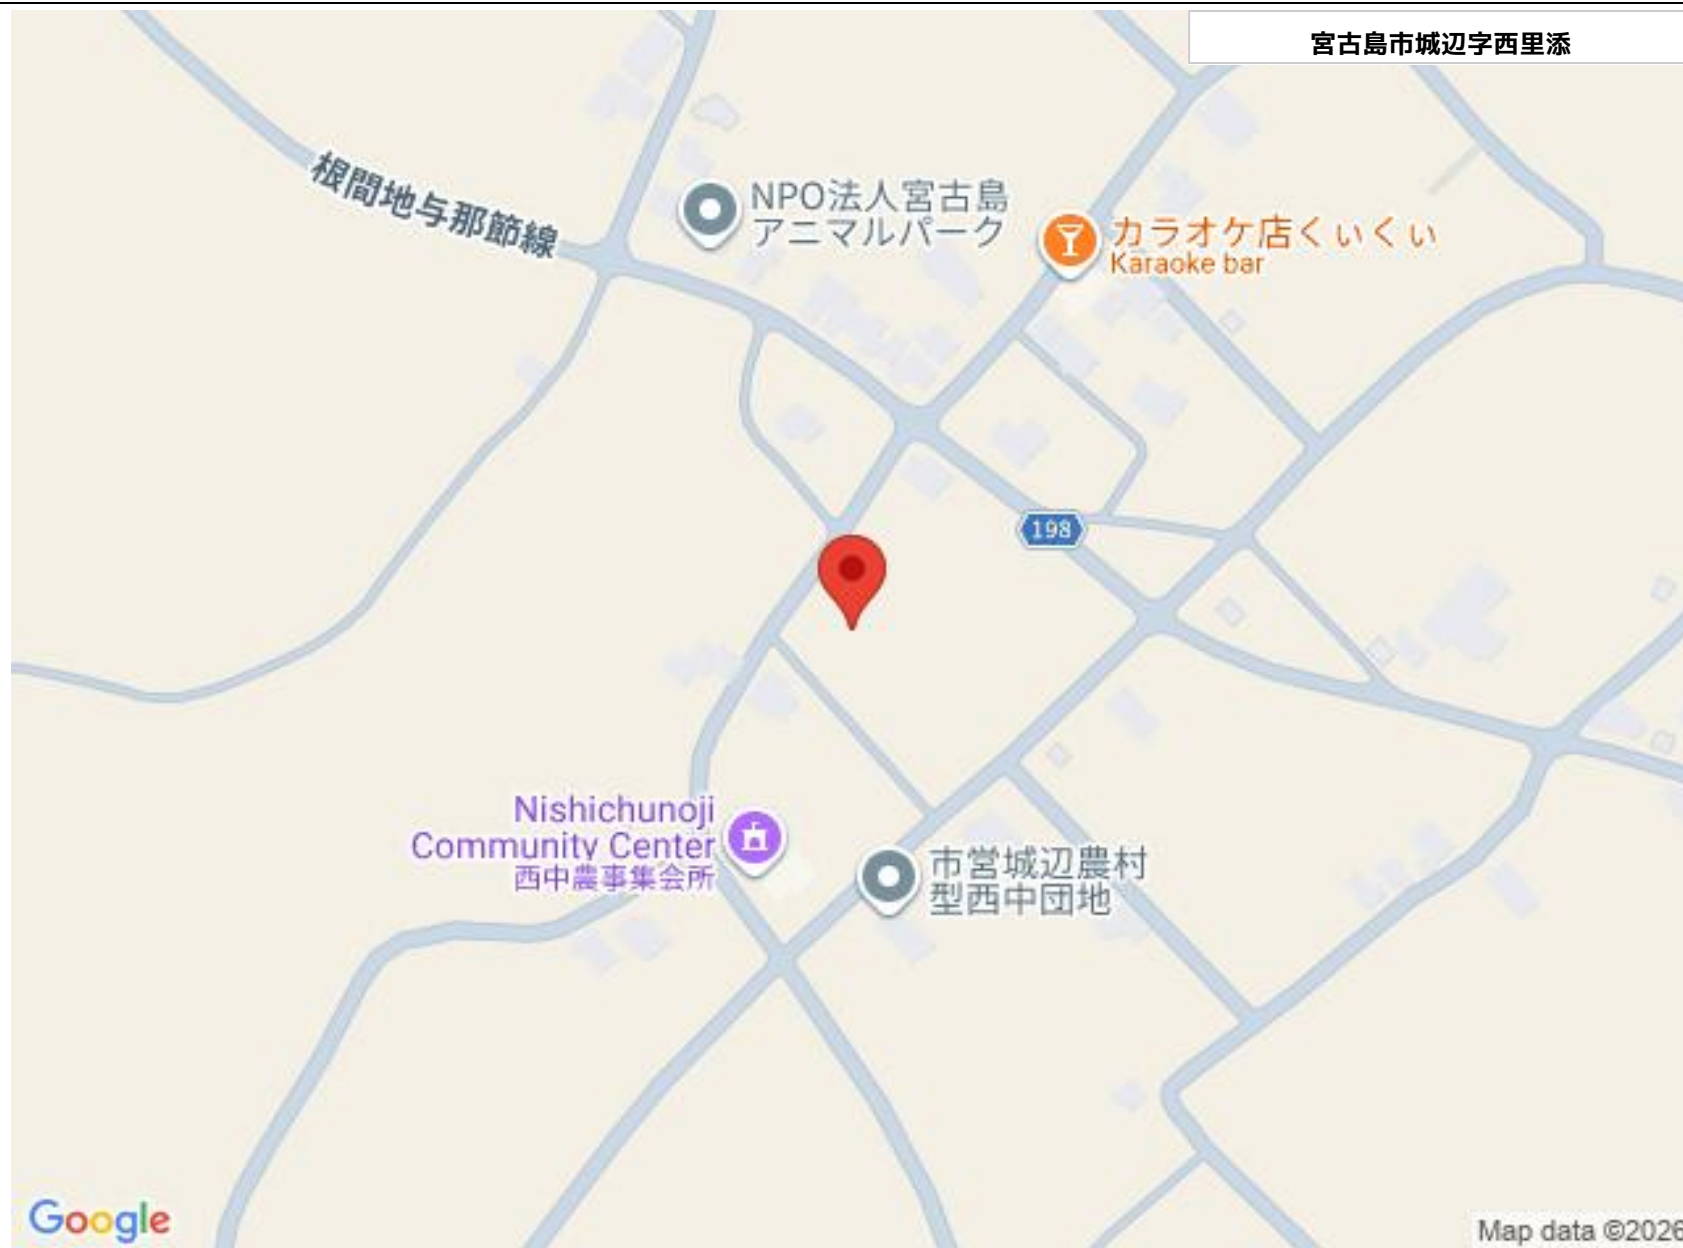 宮古島市城辺字西里添
根間地与那節線
NPO法人宮古島
アニマルパーク
カラオケ店くぃくぃ
Karaoke bar
198
Nishichunoji
Community Center
西中農事集会所
市営城辺農村
型西中団地
Google
Map data ©2026